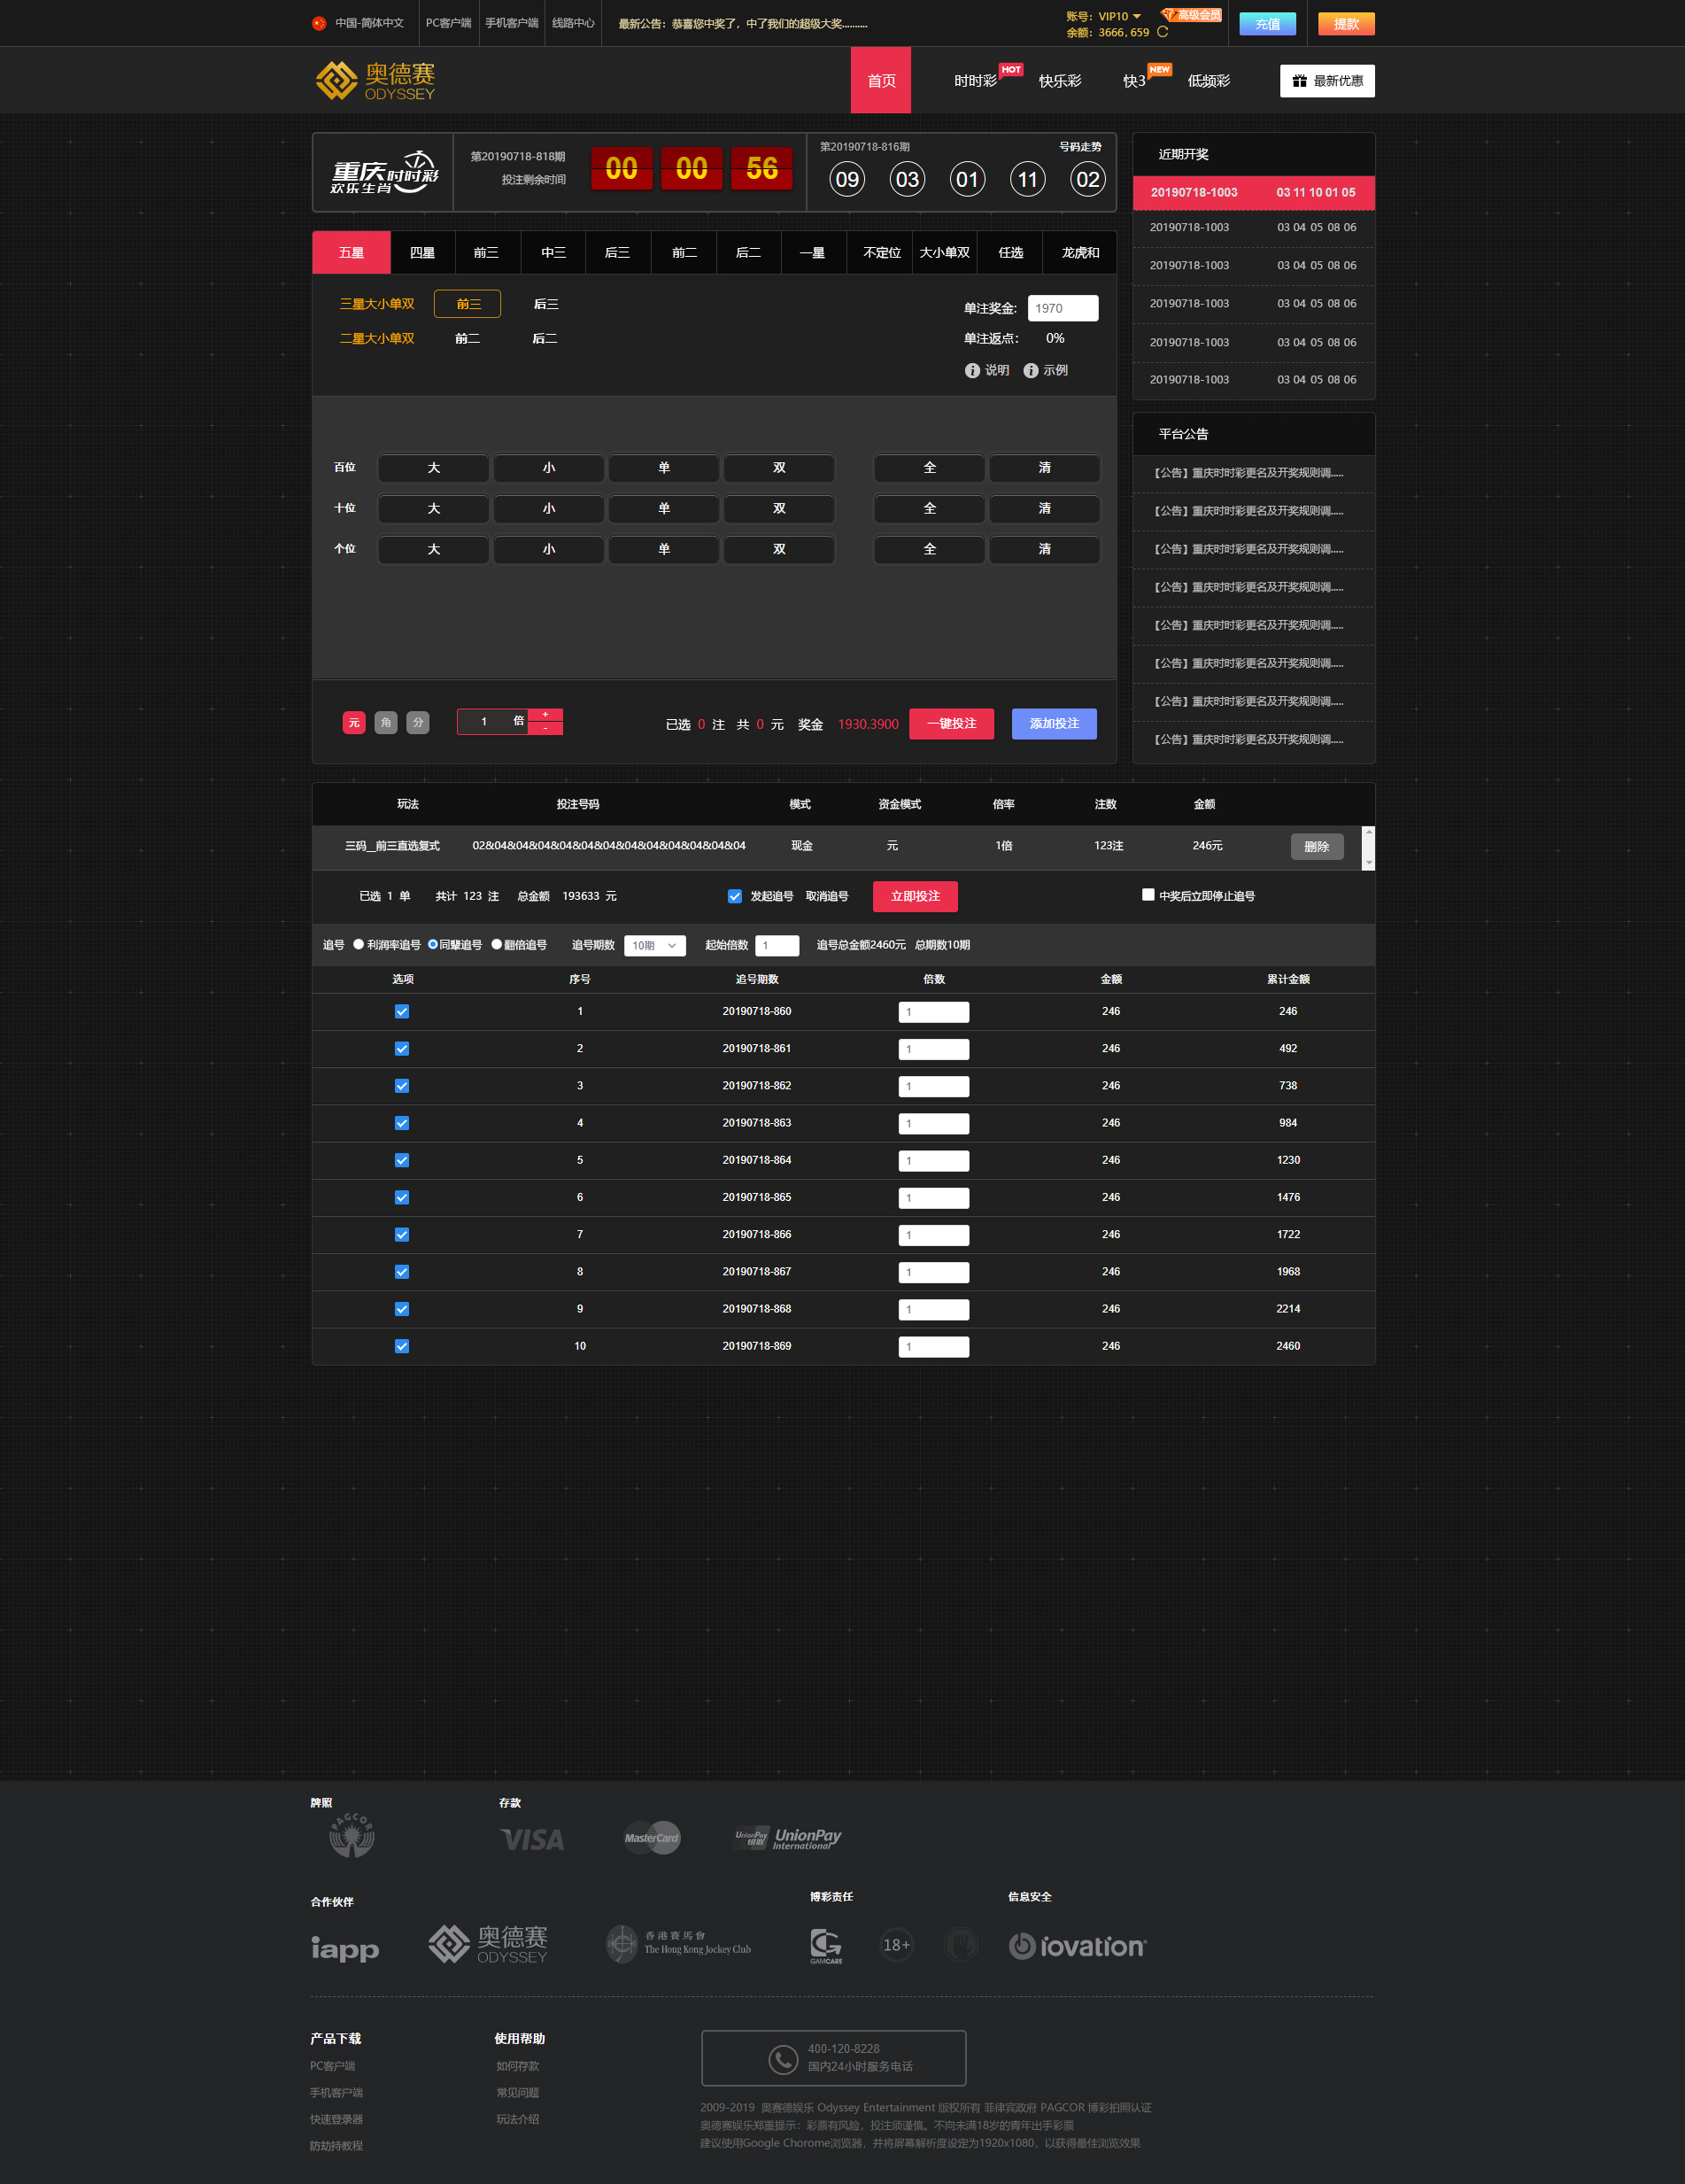 中国-简体中文 PC客户端 手机客户端 线路中心 最新公告：恭喜您中奖了，中了我们的超级大奖......... 账号：VIP10 高级会员 充值 提款
余额：3666,659
奥德赛
ODYSSEY
首页 时时彩 HOT 快乐彩 快3 NEW 低频彩 最新优惠
重庆时时彩
欢乐生肖
第20190718-818期
投注剩余时间
00 00 56
第20190718-816期 号码走势
09 03 01 11 02
五星 四星 前三 中三 后三 前二 后二 一星 不定位 大小单双 任选 龙虎和
三星大小单双 前三 后三
二星大小单双 前二 后二
单注奖金: 1970
单注返点: 0%
说明 示例
百位 大 小 单 双 全 清
十位 大 小 单 双 全 清
个位 大 小 单 双 全 清
元 角 分 1 倍 + - 已选 0 注 共 0 元 奖金 1930.3900 一键投注 添加投注
近期开奖
20190718-1003 03 11 10 01 05
20190718-1003 03 04 05 08 06
20190718-1003 03 04 05 08 06
20190718-1003 03 04 05 08 06
20190718-1003 03 04 05 08 06
20190718-1003 03 04 05 08 06
平台公告
【公告】重庆时时彩更名及开奖规则调.....
【公告】重庆时时彩更名及开奖规则调.....
【公告】重庆时时彩更名及开奖规则调.....
【公告】重庆时时彩更名及开奖规则调.....
【公告】重庆时时彩更名及开奖规则调.....
【公告】重庆时时彩更名及开奖规则调.....
【公告】重庆时时彩更名及开奖规则调.....
【公告】重庆时时彩更名及开奖规则调.....
玩法 投注号码 模式 资金模式 倍率 注数 金额
三码__前三直选复式 02&04&04&04&04&04&04&04&04&04&04&04&04 现金 元 1倍 123注 246元 删除
已选 1 单 共计 123 注 总金额 193633 元 发起追号 取消追号 立即投注 中奖后立即停止追号
追号 利润率追号 同辈追号 翻倍追号 追号期数 10期 起始倍数 1 追号总金额2460元 总期数10期
选项 序号 追号期数 倍数 金额 累计金额
1 20190718-860 1 246 246
2 20190718-861 1 246 492
3 20190718-862 1 246 738
4 20190718-863 1 246 984
5 20190718-864 1 246 1230
6 20190718-865 1 246 1476
7 20190718-866 1 246 1722
8 20190718-867 1 246 1968
9 20190718-868 1 246 2214
10 20190718-869 1 246 2460
牌照 存款
PAGCOR VISA MasterCard UnionPay 银联 UnionPay International
合作伙伴 博彩责任 信息安全
iapp 奥德赛 ODYSSEY 香港賽馬會 The Hong Kong Jockey Club GAMCARE 18+ iovation
产品下载 使用帮助
PC客户端 如何存款
手机客户端 常见问题
快速登录器 玩法介绍
防劫持教程
400-120-8228
国内24小时服务电话
2009-2019 奥赛德娱乐 Odyssey Entertainment 版权所有 菲律宾政府 PAGCOR 博彩拍照认证
奥德赛娱乐郑重提示：彩票有风险，投注须谨慎。不向未满18岁的青年出手彩票
建议使用Google Chorome浏览器，并将屏幕解析度设定为1920x1080，以获得最佳浏览效果